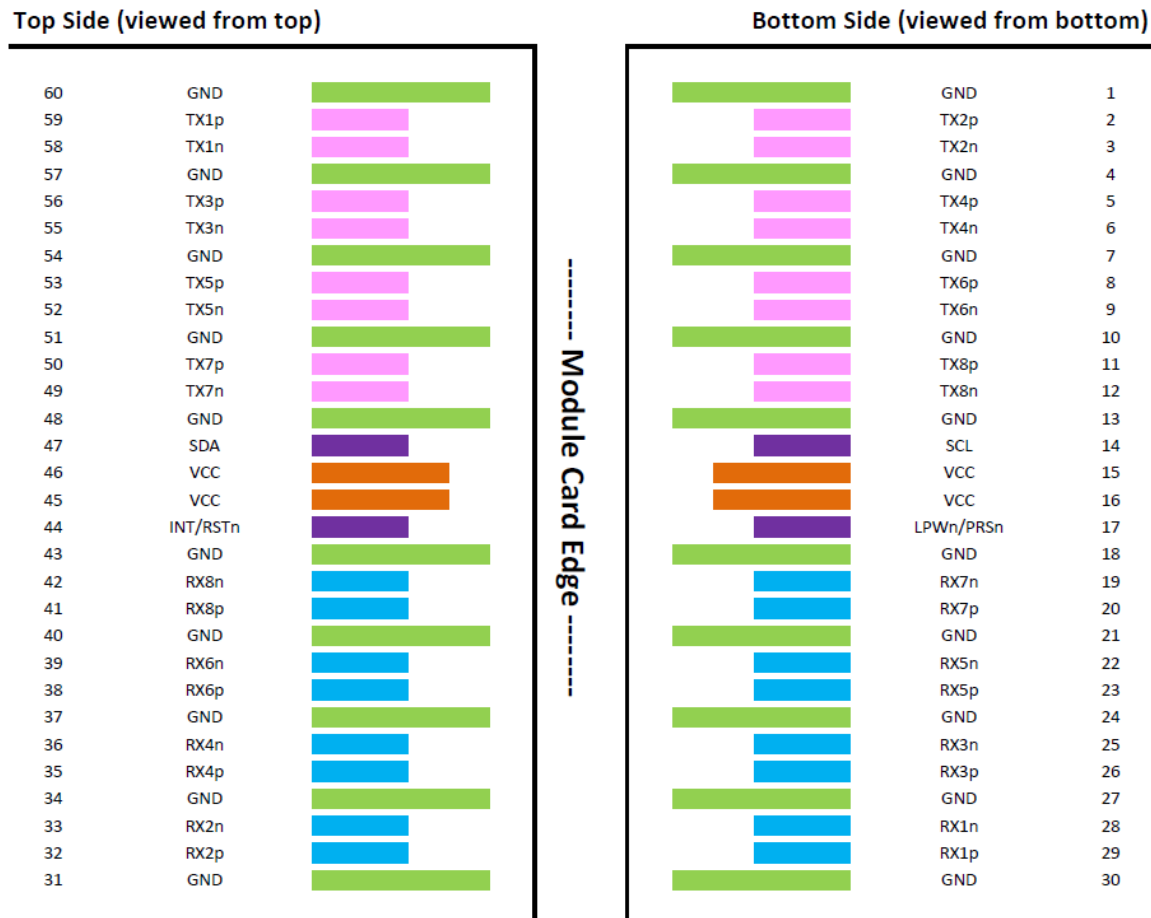 Top Side (viewed from top) Bottom Side (viewed from bottom)
60 GND GND 1
59 TX1p TX2p 2
58 TX1n TX2n 3
57 GND GND 4
56 TX3p TX4p 5
55 TX3n TX4n 6
54 GND GND 7
53 TX5p TX6p 8
52 TX5n TX6n 9
51 GND GND 10
50 TX7p TX8p 11
49 TX7n TX8n 12
48 GND GND 13
47 SDA SCL 14
46 VCC VCC 15
45 VCC VCC 16
44 INT/RSTn LPWn/PRSn 17
43 GND GND 18
42 RX8n RX7n 19
41 RX8p RX7p 20
40 GND GND 21
39 RX6n RX5n 22
38 RX6p RX5p 23
37 GND GND 24
36 RX4n RX3n 25
35 RX4p RX3p 26
34 GND GND 27
33 RX2n RX1n 28
32 RX2p RX1p 29
31 GND GND 30
-------- Module Card Edge --------